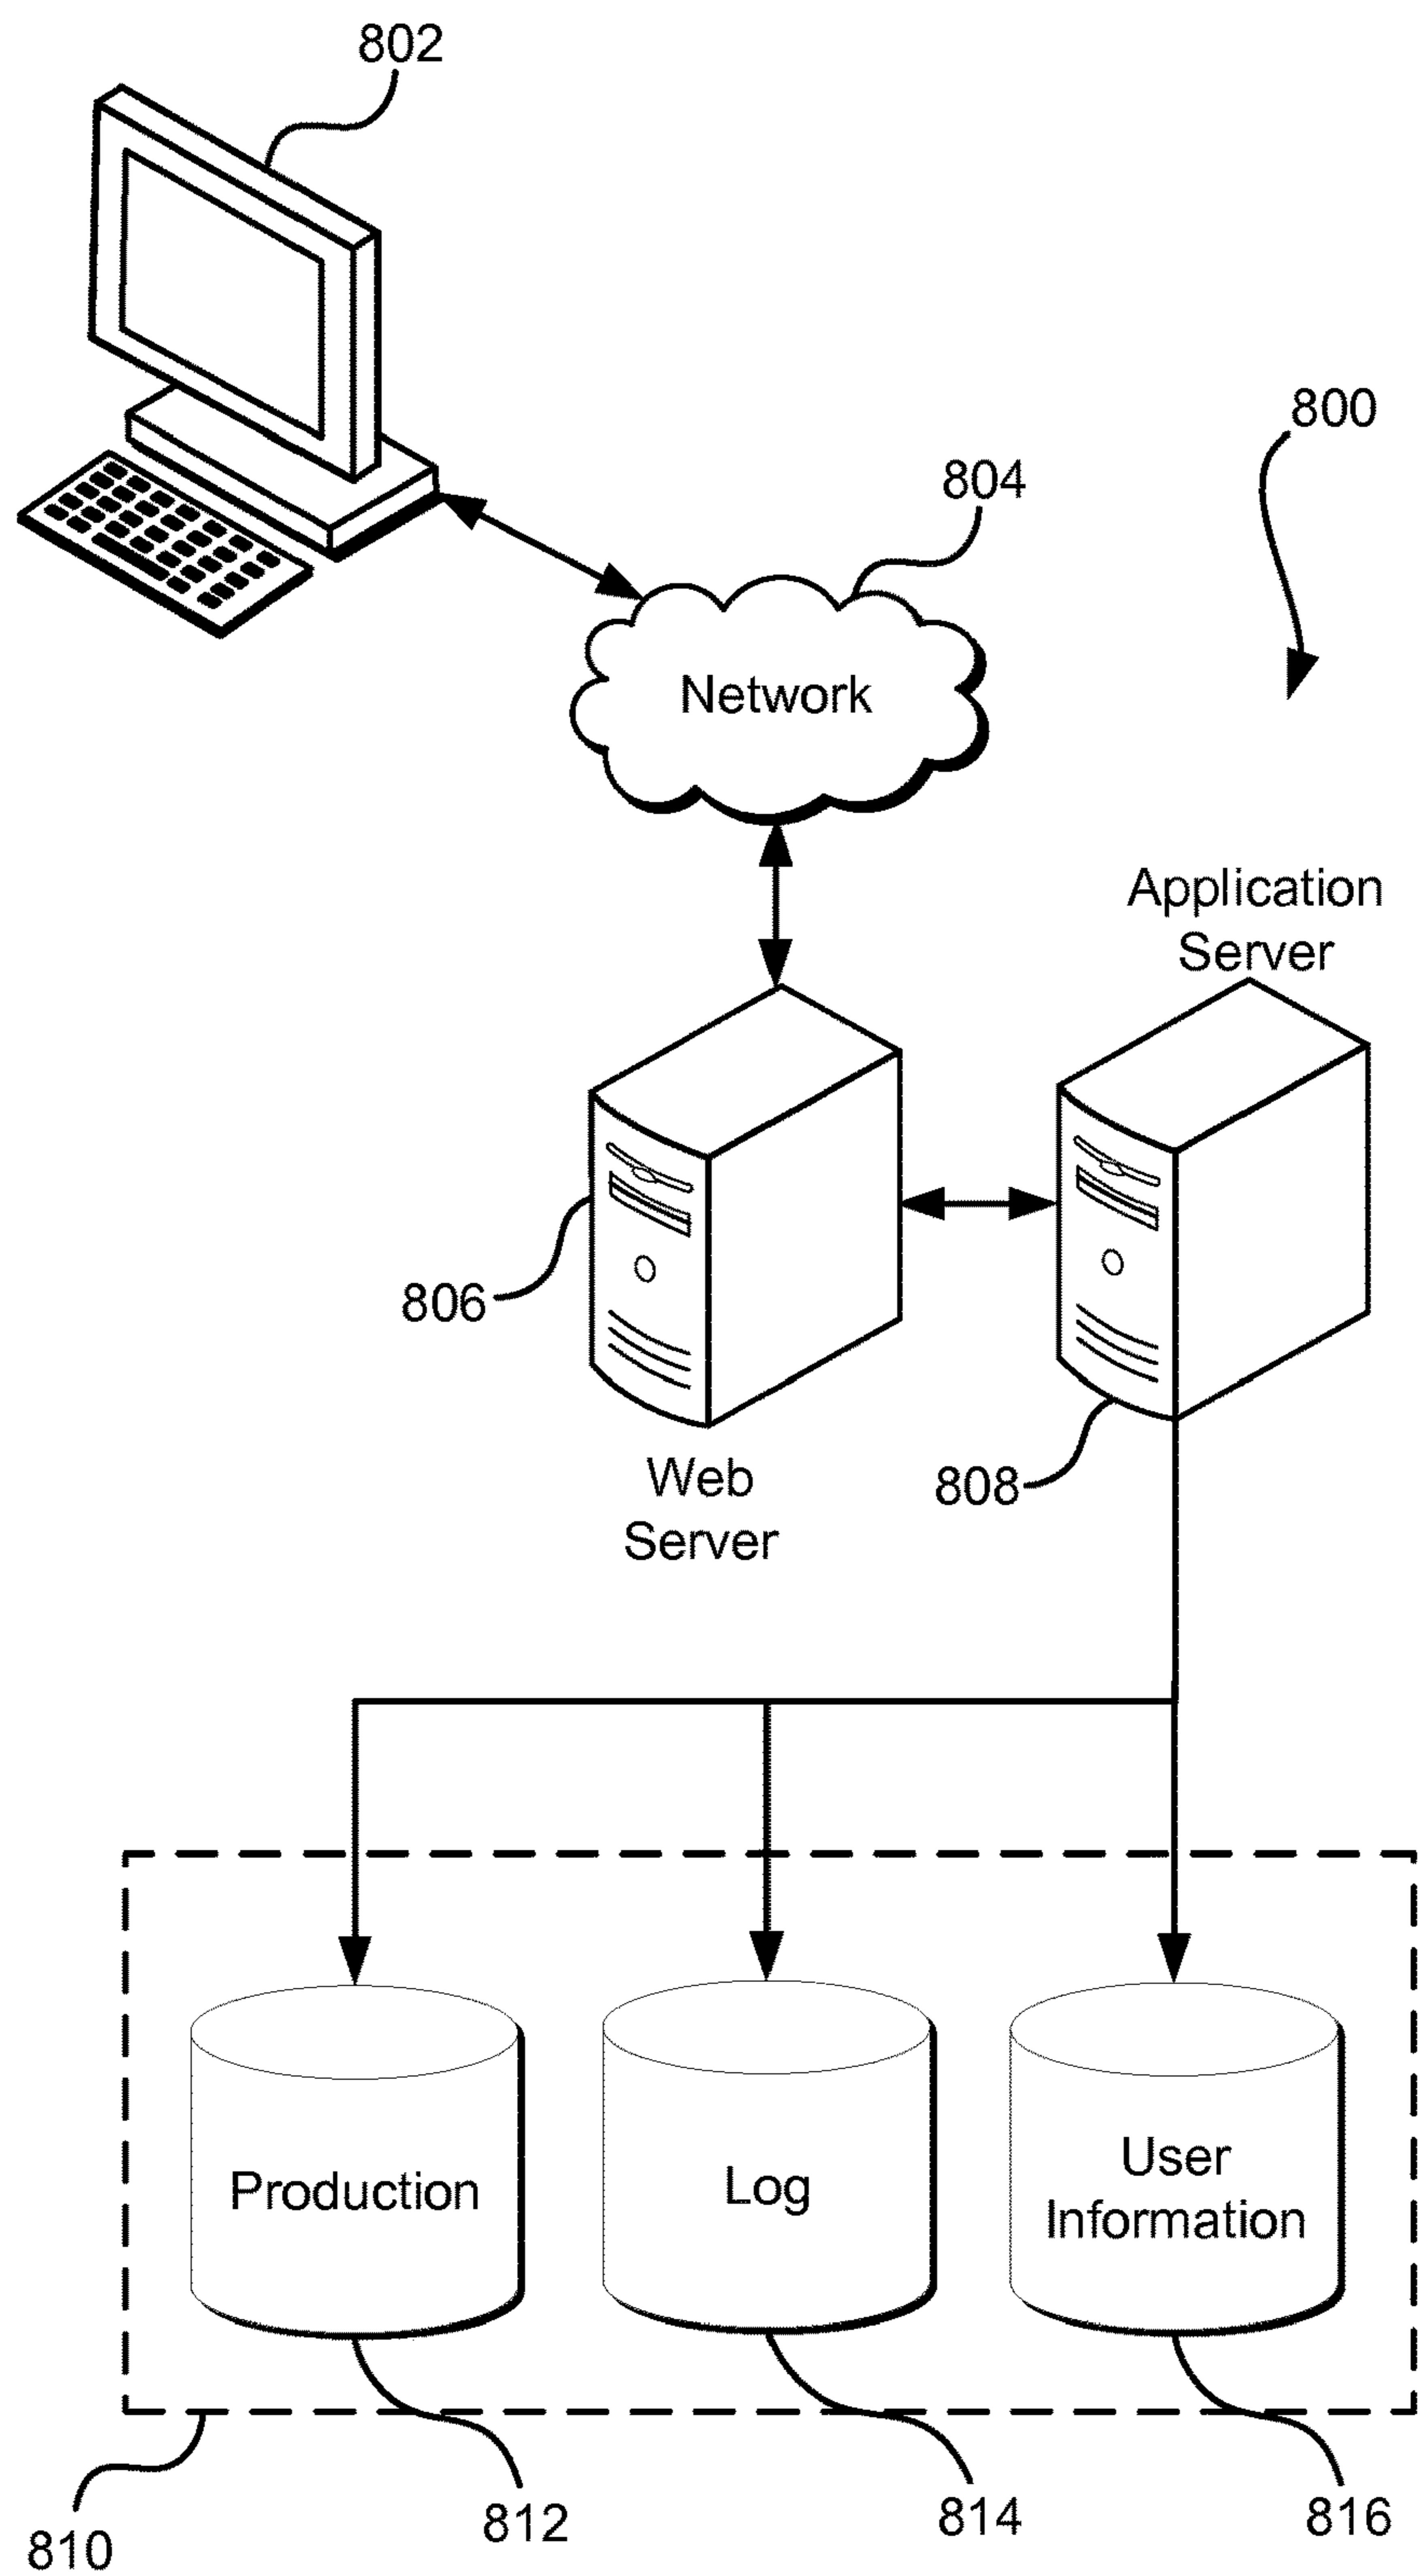 802
800
804
Network
Application
Server
806
Web
Server
808
Production
Log
User
Information
810
812
814
816